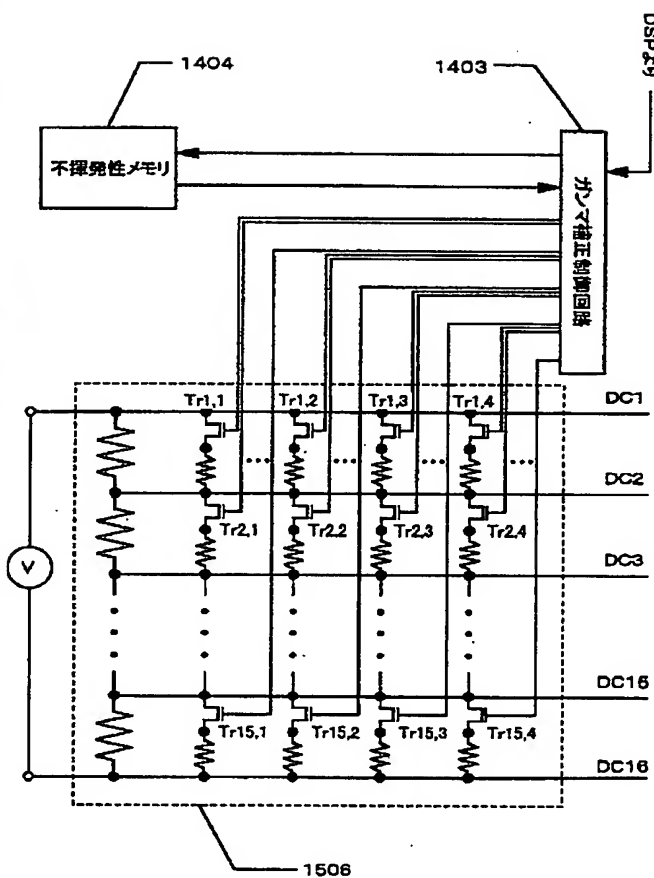 DSPより
1404
1403
不揮発性メモリ
ガンマ補正制御回路
Tr1,1
Tr1,2
Tr1,3
Tr1,4
DC1
DC2
Tr2,1
Tr2,2
Tr2,3
Tr2,4
V
DC3
DC15
Tr15,1
Tr15,2
Tr15,3
Tr15,4
DC16
1506